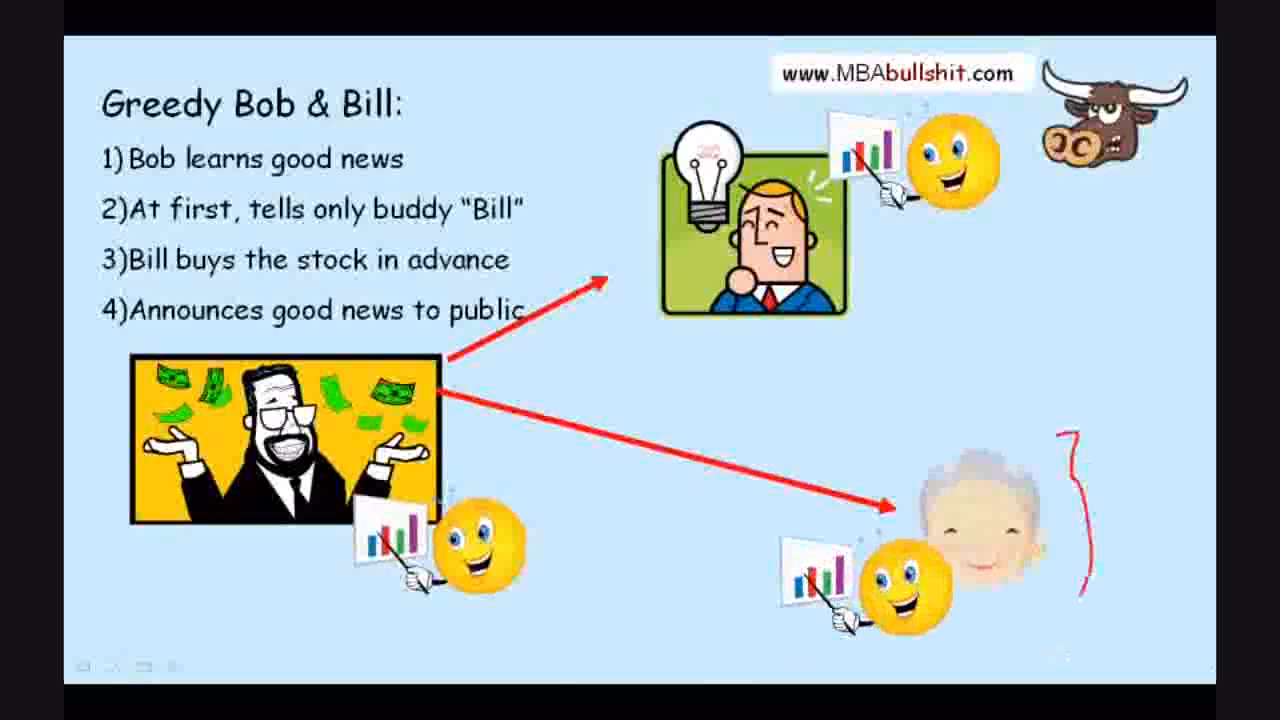 www.MBAbullshit.com
Greedy Bob & Bill:
1) Bob learns good news
2)At first, tells only buddy “Bill”
3)Bill buys the stock in advance
4)Announces good news to public